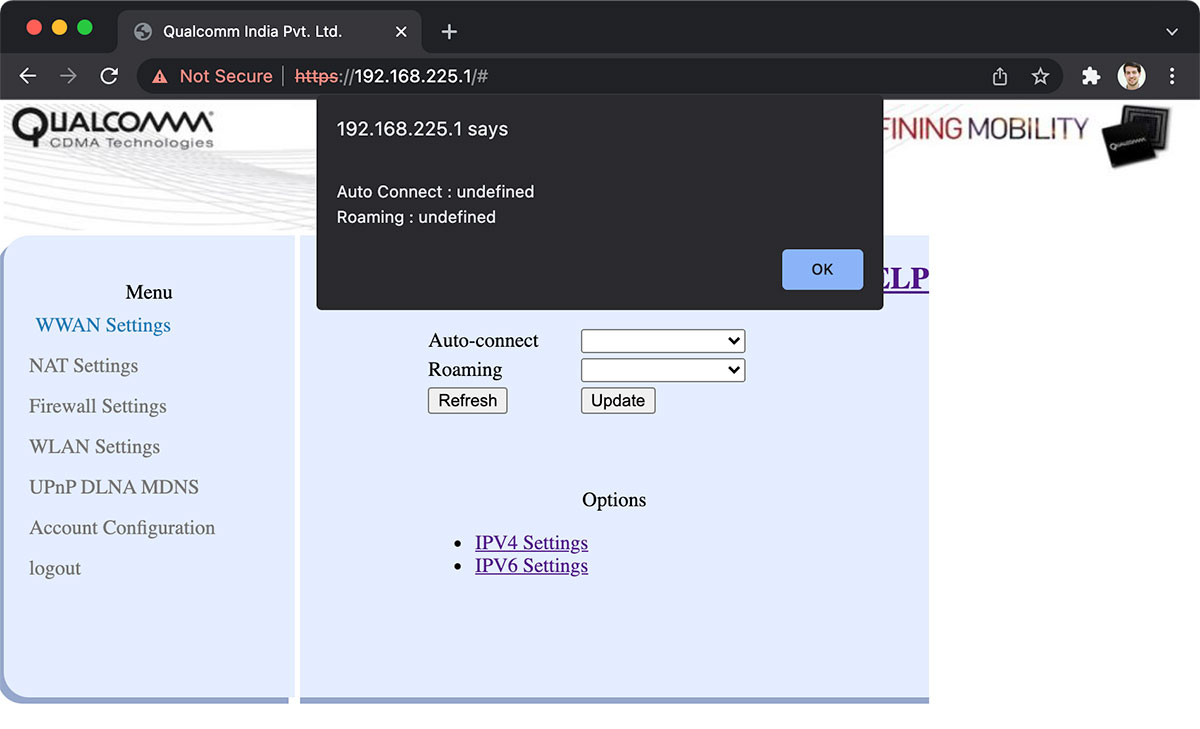 Qualcomm India Pvt. Ltd.
Not Secure https://192.168.225.1/#
QUALCOMM®
CDMA Technologies
FINING MOBILITY
QUALCOMM
192.168.225.1 says
Auto Connect : undefined
Roaming : undefined
OK
ELP
Menu
WWAN Settings
NAT Settings
Firewall Settings
WLAN Settings
UPnP DLNA MDNS
Account Configuration
logout
Auto-connect
Roaming
Refresh Update
Options
IPV4 Settings
IPV6 Settings